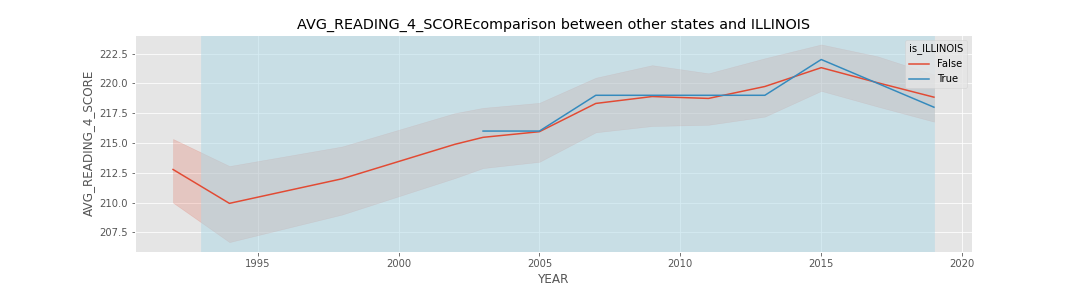 AVG_READING_4_SCOREcomparison between other states and ILLINOIS
is_ILLINOIS
False
True
AVG_READING_4_SCORE
222.5
220.0
217.5
215.0
212.5
210.0
207.5
1995
2000
2005
2010
2015
2020
YEAR